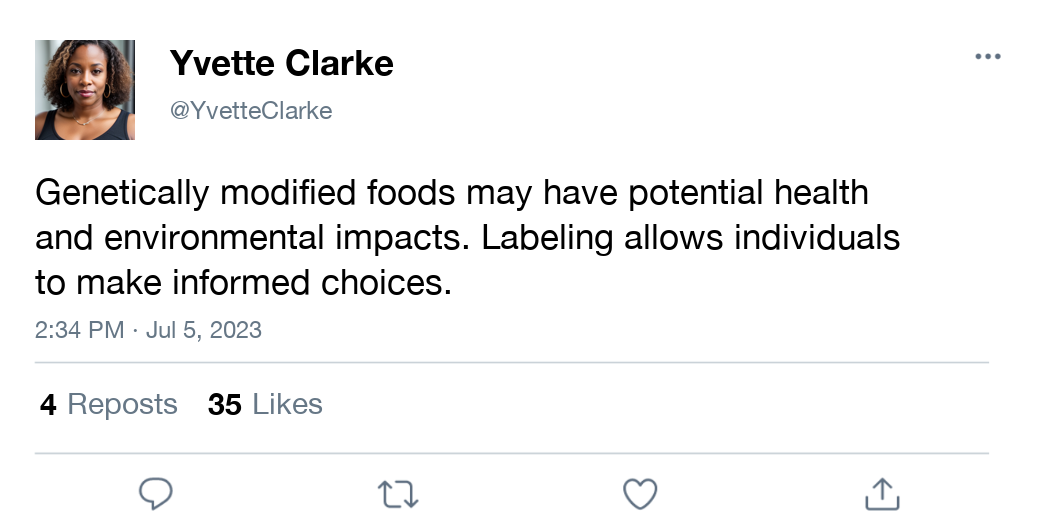 Yvette Clarke
@YvetteClarke
Genetically modified foods may have potential health
and environmental impacts. Labeling allows individuals
to make informed choices.
2:34 PM · Jul 5, 2023
4 Reposts 35 Likes